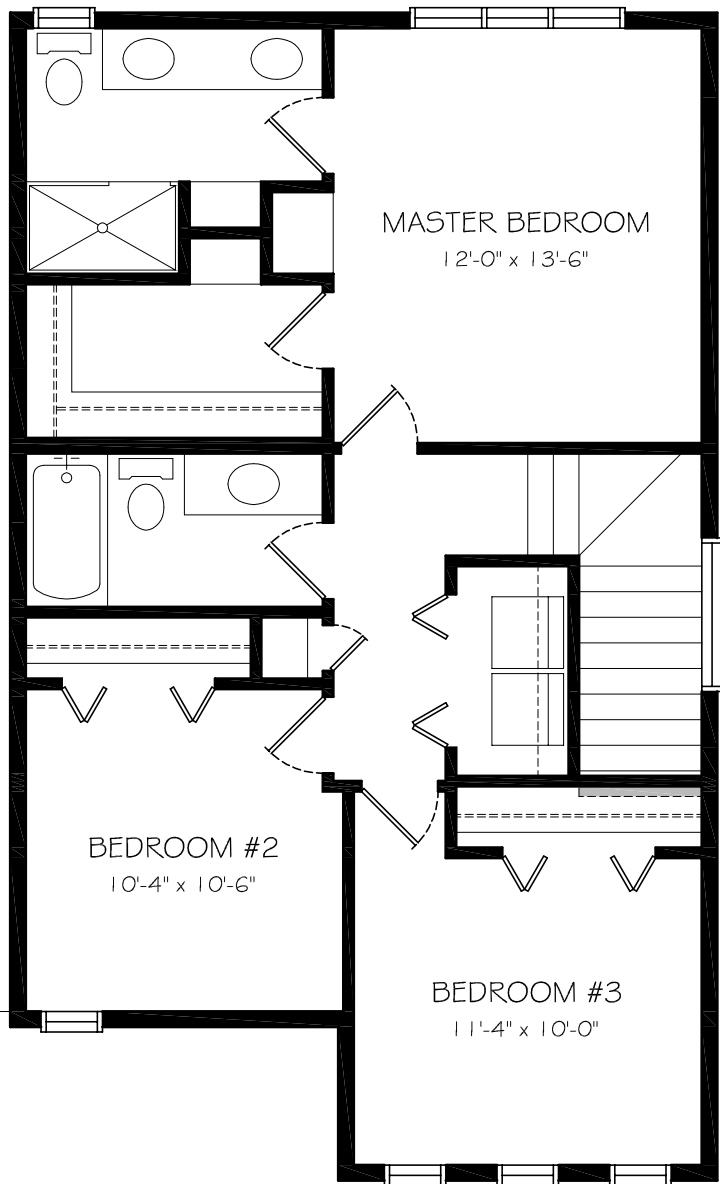 MASTER BEDROOM
12'-0" x 13'-6"
BEDROOM #2
10'-4" x 10'-6"
BEDROOM #3
11'-4" x 10'-0"